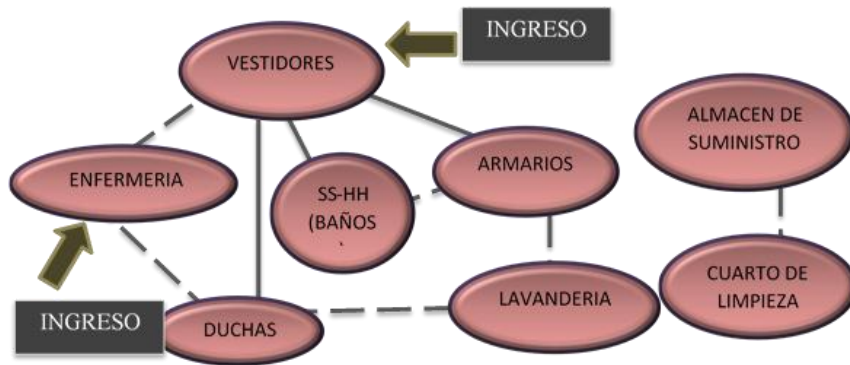 INGRESO
VESTIDORES
ALMACEN DE
SUMINISTRO
ENFERMERIA
ARMARIOS
SS-HH
(BAÑOS
CUARTO DE
LIMPIEZA
LAVANDERIA
INGRESO
DUCHAS